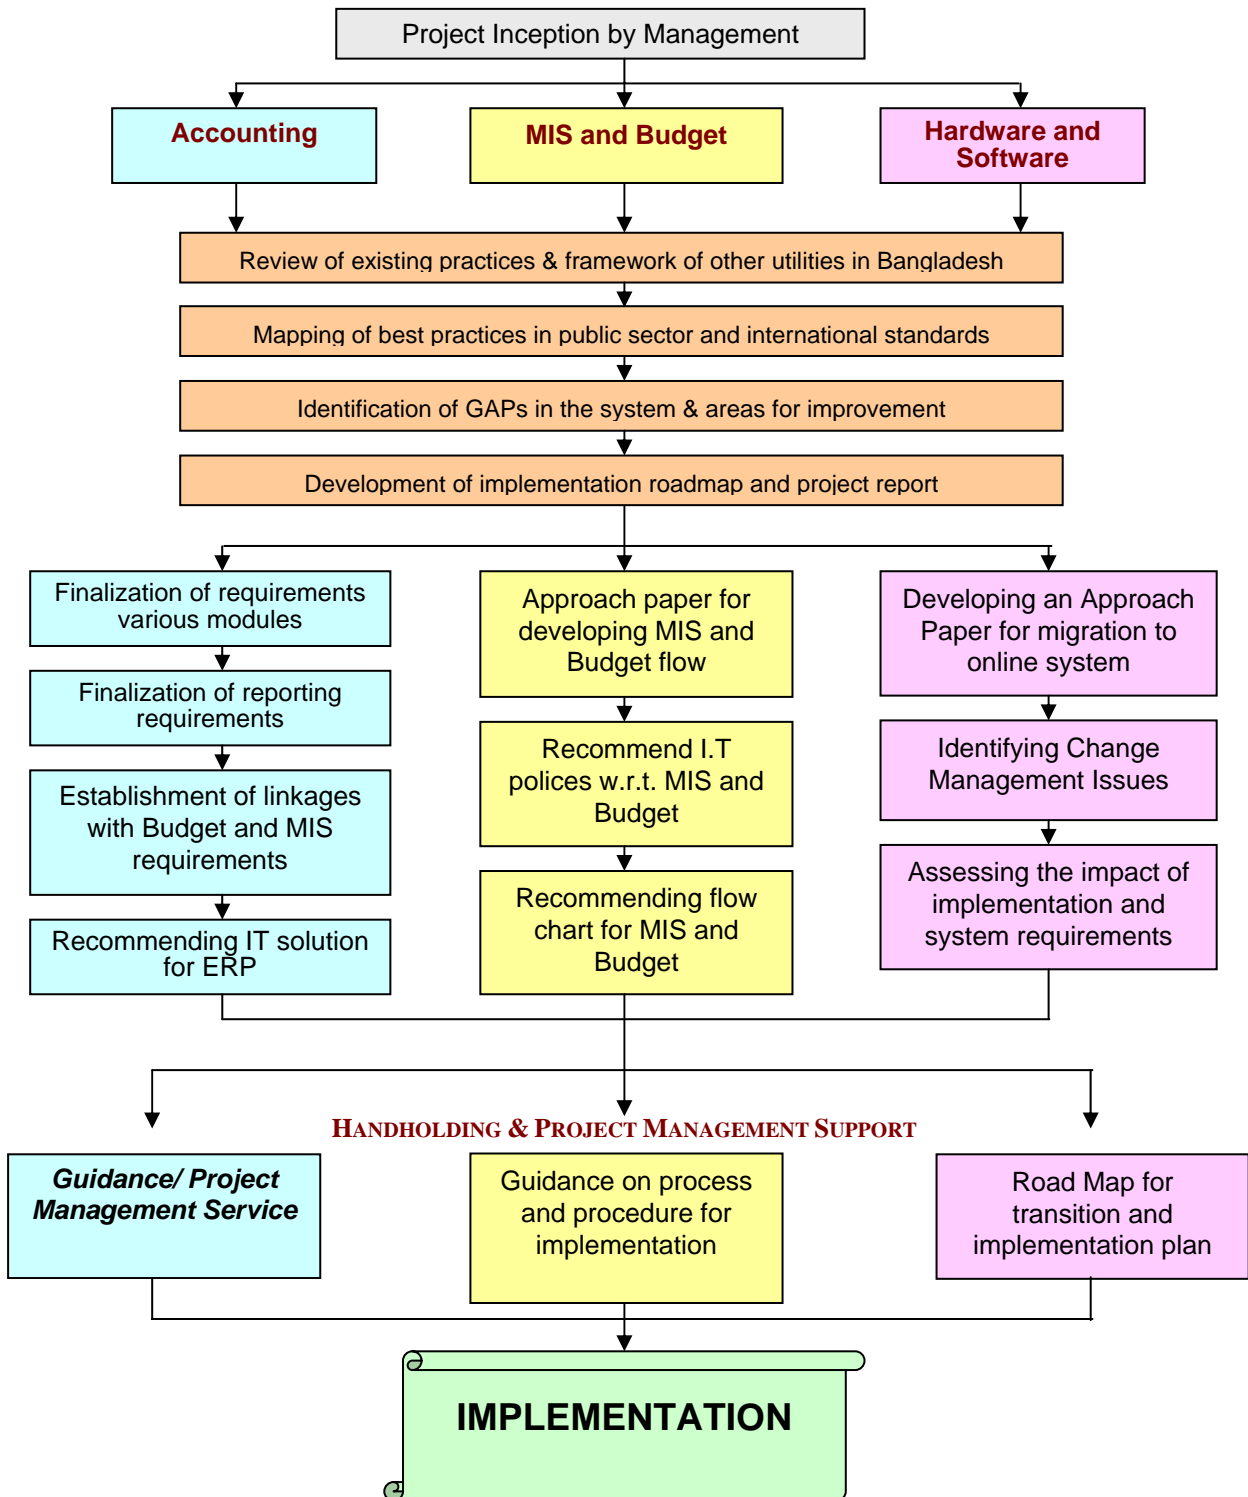 Project Inception by Management
Accounting
MIS and Budget
Hardware and
Software
Review of existing practices & framework of other utilities in Bangladesh
Mapping of best practices in public sector and international standards
Identification of GAPs in the system & areas for improvement
Development of implementation roadmap and project report
Finalization of requirements
various modules
Finalization of reporting
requirements
Establishment of linkages
with Budget and MIS
requirements
Recommending IT solution
for ERP
Approach paper for
developing MIS and
Budget flow
Recommend I.T
polices w.r.t. MIS and
Budget
Recommending flow
chart for MIS and
Budget
Developing an Approach
Paper for migration to
online system
Identifying Change
Management Issues
Assessing the impact of
implementation and
system requirements
HANDHOLDING & PROJECT MANAGEMENT SUPPORT
Guidance/ Project
Management Service
Guidance on process
and procedure for
implementation
Road Map for
transition and
implementation plan
IMPLEMENTATION